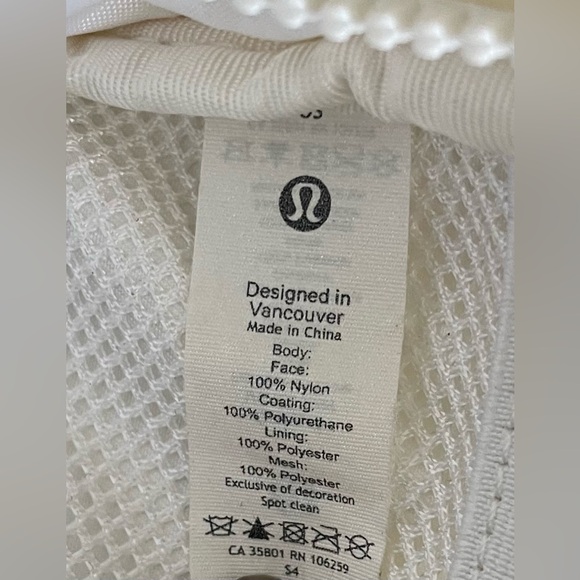 Designed in
Vancouver
Made in China
Body:
Face:
100% Nylon
Coating:
100% Polyurethane
Lining:
100% Polyester
Mesh:
100% Polyester
Exclusive of decoration
Spot clean
CA 35801 RN 106259
S4